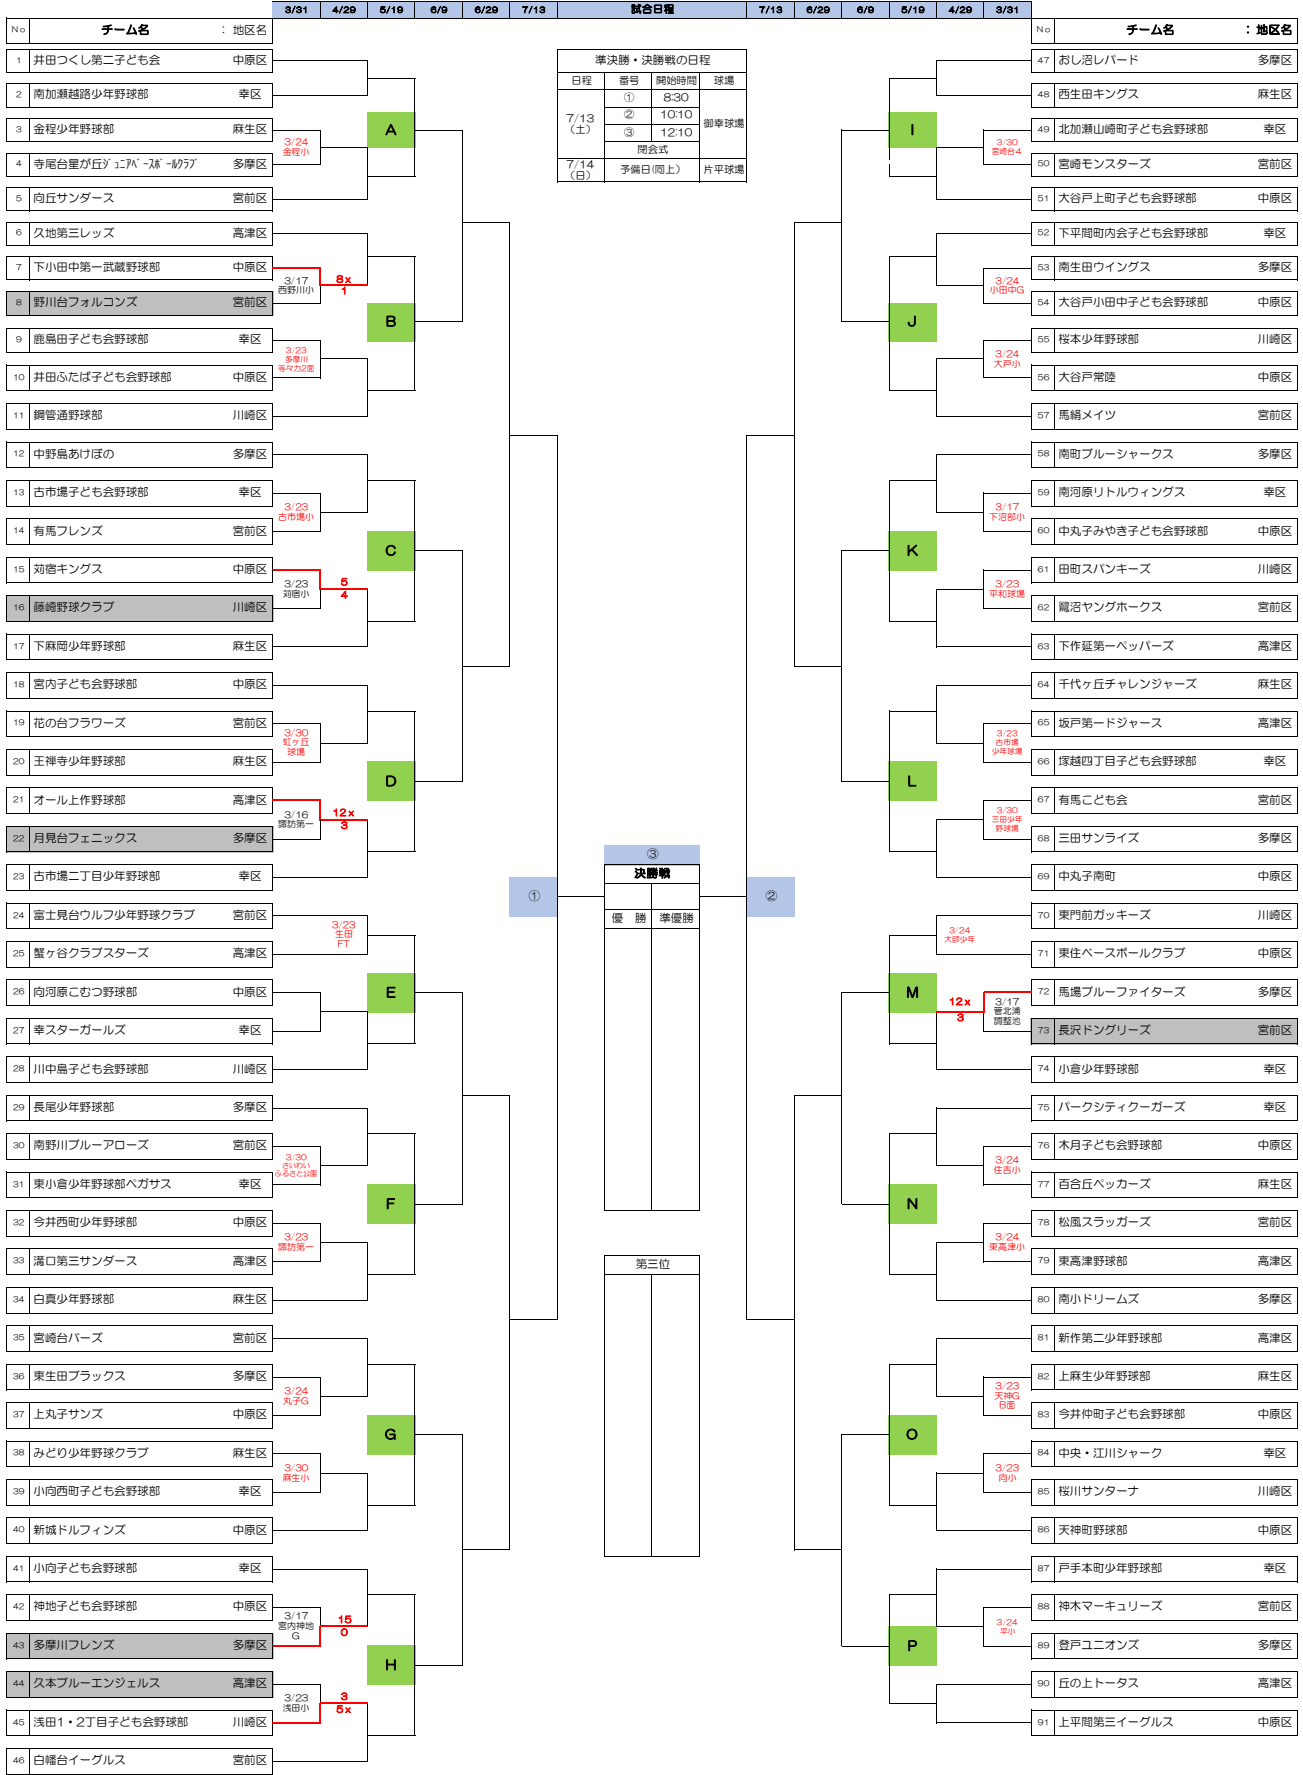 3/31 4/29 5/19 6/9 6/29 7/13 試合日程 7/13 6/29 6/9 5/19 4/29 3/31
No チーム名 : 地区名
1 井田つくし第二子ども会 中原区
2 南加瀬越路少年野球部 幸区
3 金程少年野球部 麻生区
3/24
金程小
4 寺尾台星が丘ジュニアベースボールクラブ 多摩区
5 向丘サンダース 宮前区
A
6 久地第三レッズ 高津区
7 下小田中第一武蔵野球部 中原区
3/17
西野川小
8x
1
8 野川台フォルコンズ 宮前区
B
9 鹿島田子ども会野球部 幸区
3/23
多摩川
等々力2面
10 井田ふたば子ども会野球部 中原区
11 鋼管通野球部 川崎区
12 中野島あけぼの 多摩区
13 古市場子ども会野球部 幸区
3/23
古市場小
14 有馬フレンズ 宮前区
C
15 苅宿キングス 中原区
3/23
苅宿小
5
4
16 藤崎野球クラブ 川崎区
17 下麻岡少年野球部 麻生区
18 宮内子ども会野球部 中原区
19 花の台フラワーズ 宮前区
3/30
虹ヶ丘
球場
20 王禅寺少年野球部 麻生区
D
21 オール上作野球部 高津区
3/16
諏訪第一
12x
3
22 月見台フェニックス 多摩区
23 古市場二丁目少年野球部 幸区
24 富士見台ウルフ少年野球クラブ 宮前区
3/23
生田
FT
25 蟹ヶ谷クラブスターズ 高津区
26 向河原こむつ野球部 中原区
E
27 幸スターガールズ 幸区
28 川中島子ども会野球部 川崎区
29 長尾少年野球部 多摩区
30 南野川ブルーアローズ 宮前区
3/30
さいわい
ふるさと公園
31 東小倉少年野球部ペガサス 幸区
F
32 今井西町少年野球部 中原区
3/23
諏訪第一
33 溝口第三サンダース 高津区
34 白真少年野球部 麻生区
35 宮崎台バーズ 宮前区
36 東生田ブラックス 多摩区
3/24
丸子G
37 上丸子サンズ 中原区
G
38 みどり少年野球クラブ 麻生区
3/30
麻生小
39 小向西町子ども会野球部 幸区
40 新城ドルフィンズ 中原区
41 小向子ども会野球部 幸区
42 神地子ども会野球部 中原区
3/17
宮内神地
G
15
0
43 多摩川フレンズ 多摩区
H
44 久本ブルーエンジェルス 高津区
3/23
浅田小
3
5x
45 浅田1・2丁目子ども会野球部 川崎区
46 白幡台イーグルス 宮前区
準決勝・決勝戦の日程
日程 番号 開始時間 球場
7/13
(土)
① 8:30
② 10:10
③ 12:10
閉会式
御幸球場
7/14
(日)
予備日(同上) 片平球場
①
③
決勝戦
優 勝 準優勝
②
第三位
No チーム名 : 地区名
47 おし沼レパード 多摩区
48 西生田キングス 麻生区
I
49 北加瀬山崎町子ども会野球部 幸区
3/30
宮崎台4
50 宮崎モンスターズ 宮前区
51 大谷戸上町子ども会野球部 中原区
52 下平間町内会子ども会野球部 幸区
53 南生田ウイングス 多摩区
3/24
小田中G
54 大谷戸小田中子ども会野球部 中原区
J
55 桜本少年野球部 川崎区
3/24
大戸小
56 大谷戸常陸 中原区
57 馬絹メイツ 宮前区
58 南町ブルーシャークス 多摩区
59 南河原リトルウィングス 幸区
3/17
下沼部小
60 中丸子みやき子ども会野球部 中原区
K
61 田町スパンキーズ 川崎区
3/23
平和球場
62 鷺沼ヤングホークス 宮前区
63 下作延第一ペッパーズ 高津区
64 千代ヶ丘チャレンジャーズ 麻生区
65 坂戸第一ドジャース 高津区
3/23
古市場
少年球場
66 塚越四丁目子ども会野球部 幸区
L
67 有馬こども会 宮前区
3/30
三田少年
野球場
68 三田サンライズ 多摩区
69 中丸子南町 中原区
70 東門前ガッキーズ 川崎区
3/24
大師少年
71 東住ベースボールクラブ 中原区
M
72 馬場ブルーファイターズ 多摩区
12x
3
3/17
菅北浦
調整池
73 長沢ドングリーズ 宮前区
74 小倉少年野球部 幸区
75 パークシティクーガーズ 幸区
76 木月子ども会野球部 中原区
3/24
住吉小
77 百合丘ペッカーズ 麻生区
N
78 松風スラッガーズ 宮前区
3/24
東高津小
79 東高津野球部 高津区
80 南小ドリームズ 多摩区
81 新作第二少年野球部 高津区
82 上麻生少年野球部 麻生区
3/23
天神G
B面
83 今井仲町子ども会野球部 中原区
O
84 中央・江川シャーク 幸区
3/23
向小
85 桜川サンターナ 川崎区
86 天神町野球部 中原区
87 戸手本町少年野球部 幸区
88 神木マーキュリーズ 宮前区
3/24
平小
89 登戸ユニオンズ 多摩区
P
90 丘の上トータス 高津区
91 上平間第三イーグルス 中原区